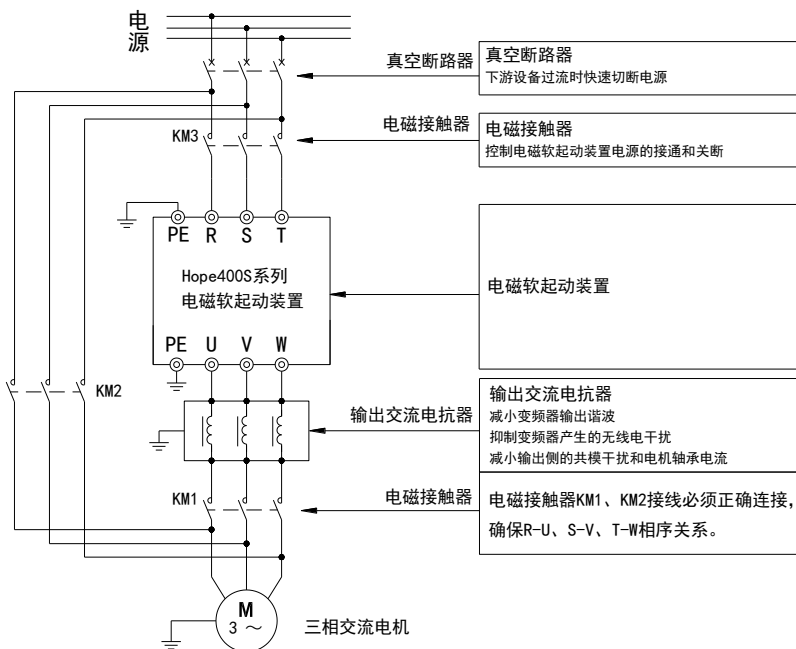 电
源
真空断路器
真空断路器
下游设备过流时快速切断电源
KM3
电磁接触器
电磁接触器
控制电磁软起动装置电源的接通和关断
PE R S T
Hope400S系列
电磁软起动装置
电磁软起动装置
PE U V W
KM2
输出交流电抗器
输出交流电抗器
减小变频器输出谐波
抑制变频器产生的无线电干扰
减小输出侧的共模干扰和电机轴承电流
KM1
电磁接触器
电磁接触器KM1、KM2接线必须正确连接，
确保R-U、S-V、T-W相序关系。
M
3 ～
三相交流电机